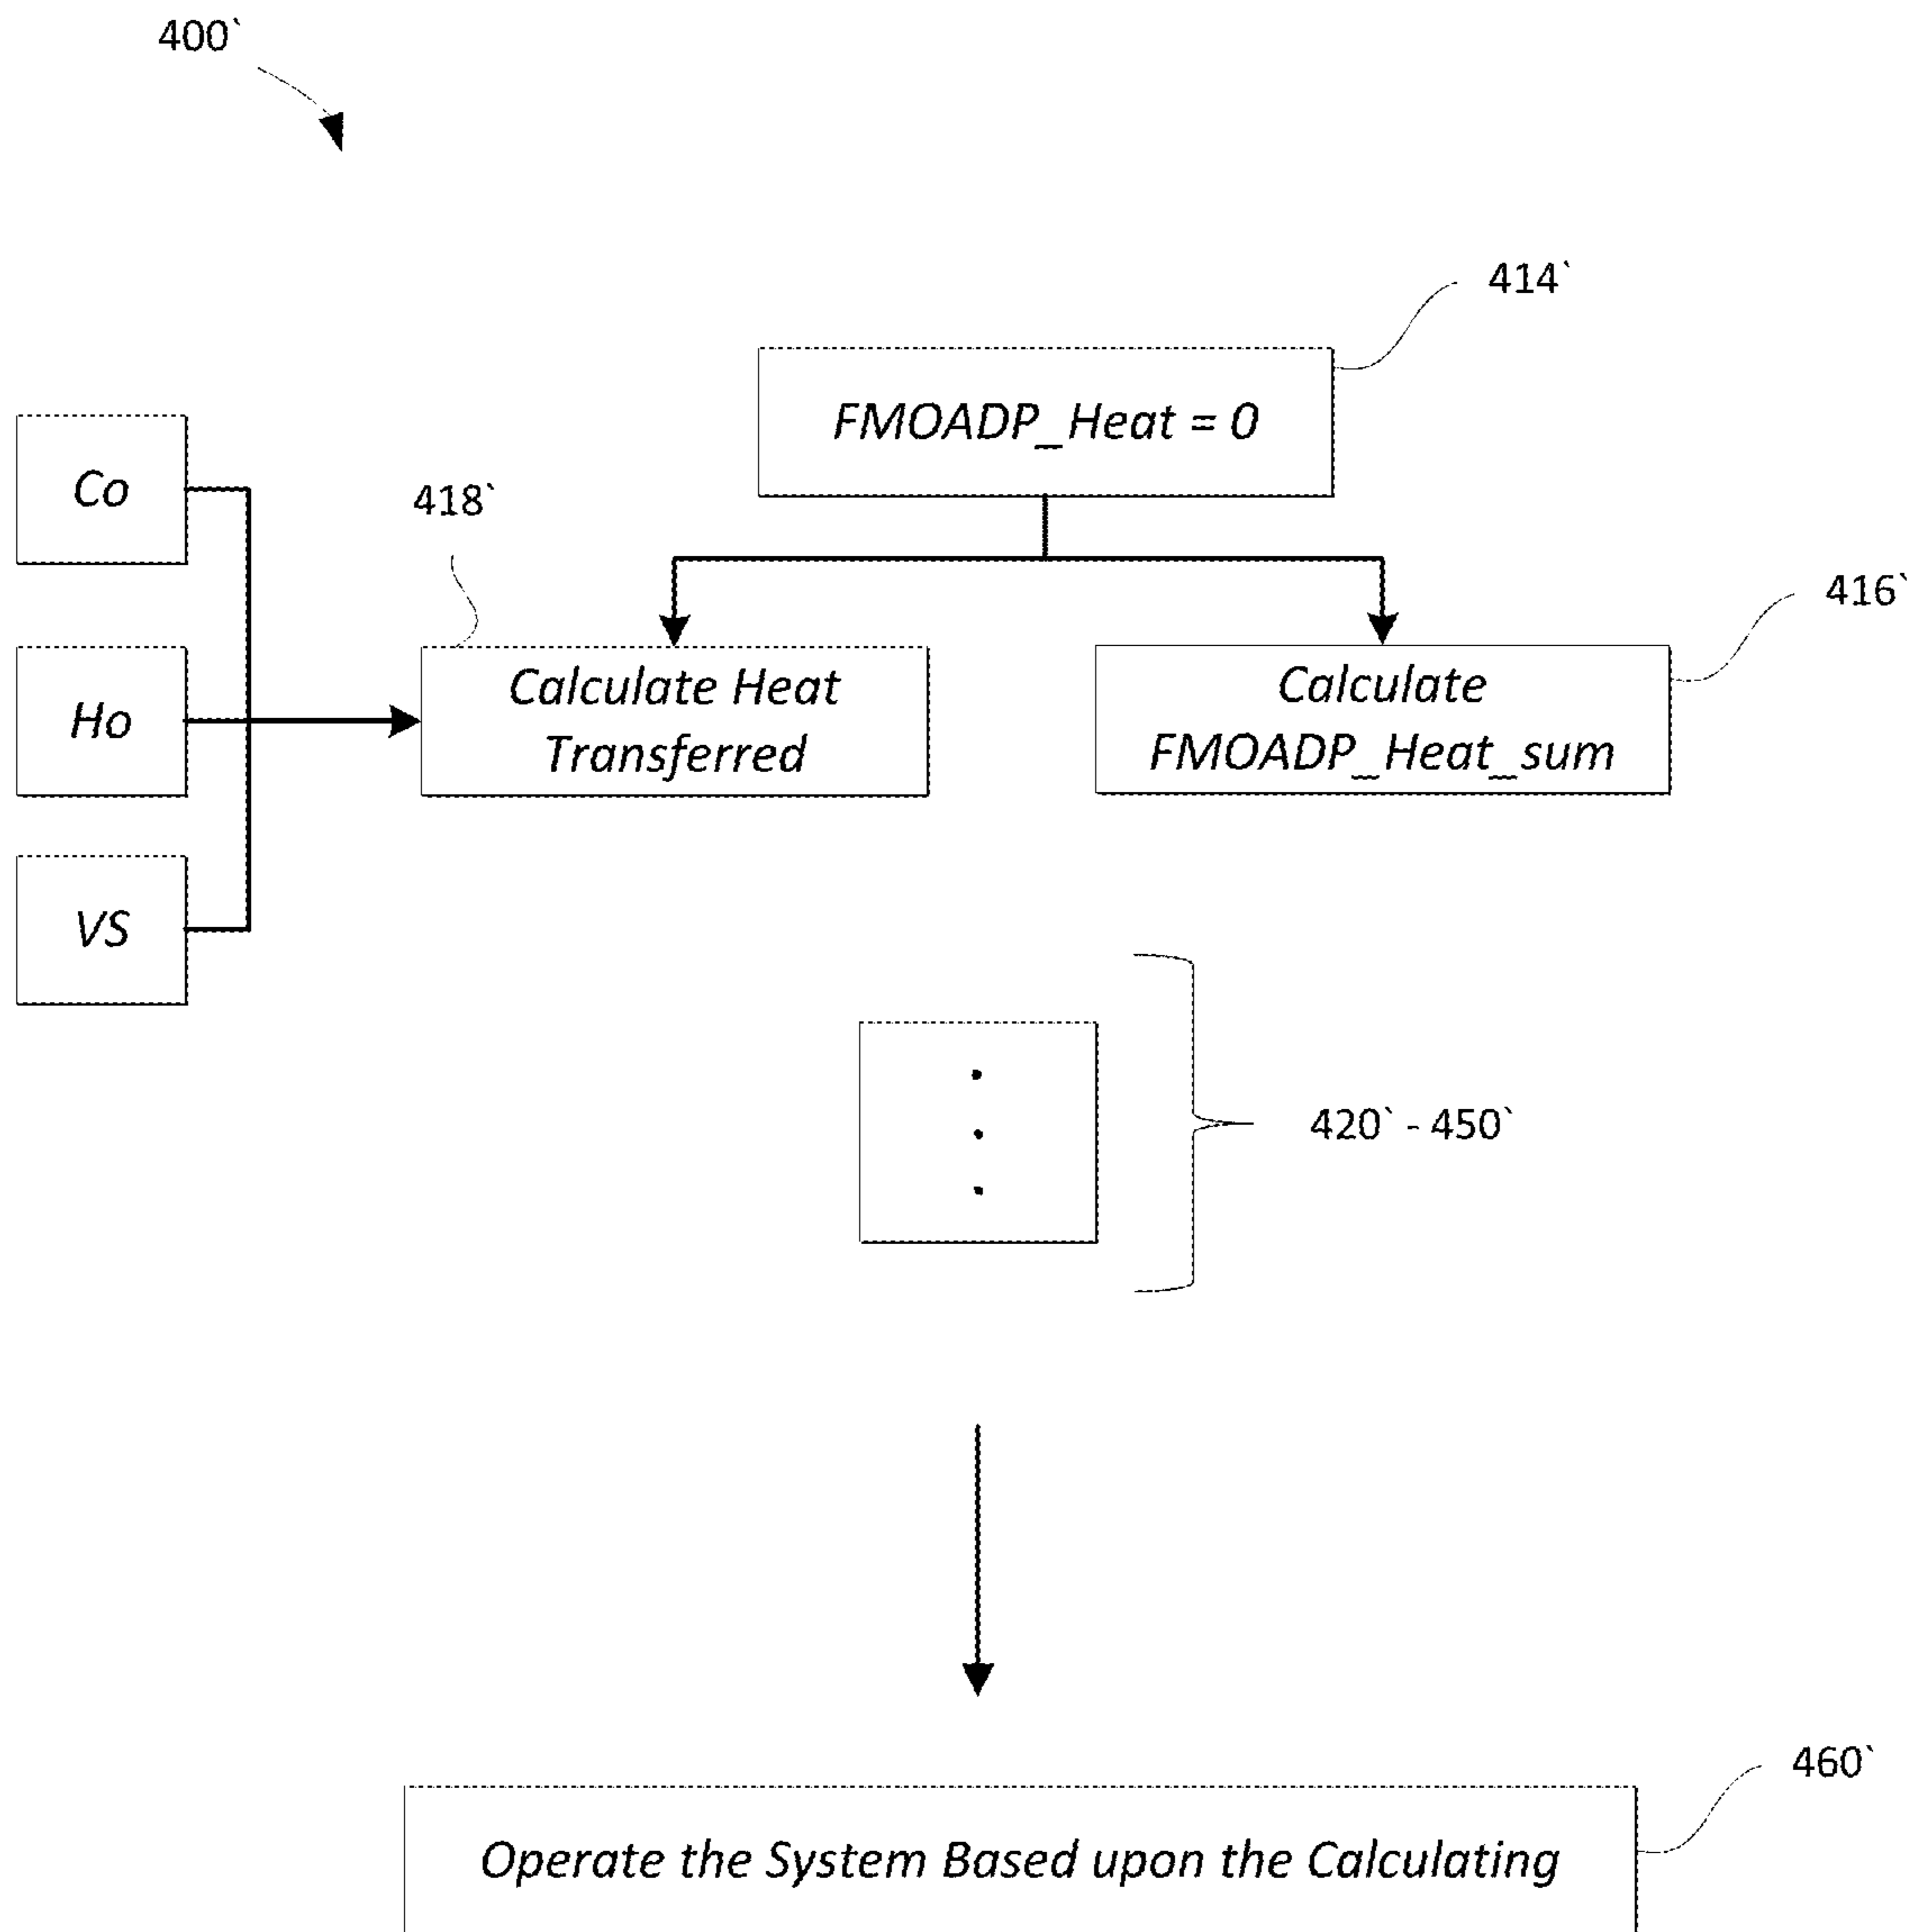 400`
414`
FMOADP_Heat = 0
Co
418`
416`
Ho
Calculate Heat
Transferred
Calculate
FMOADP_Heat_sum
VS
420` - 450`
460`
Operate the System Based upon the Calculating